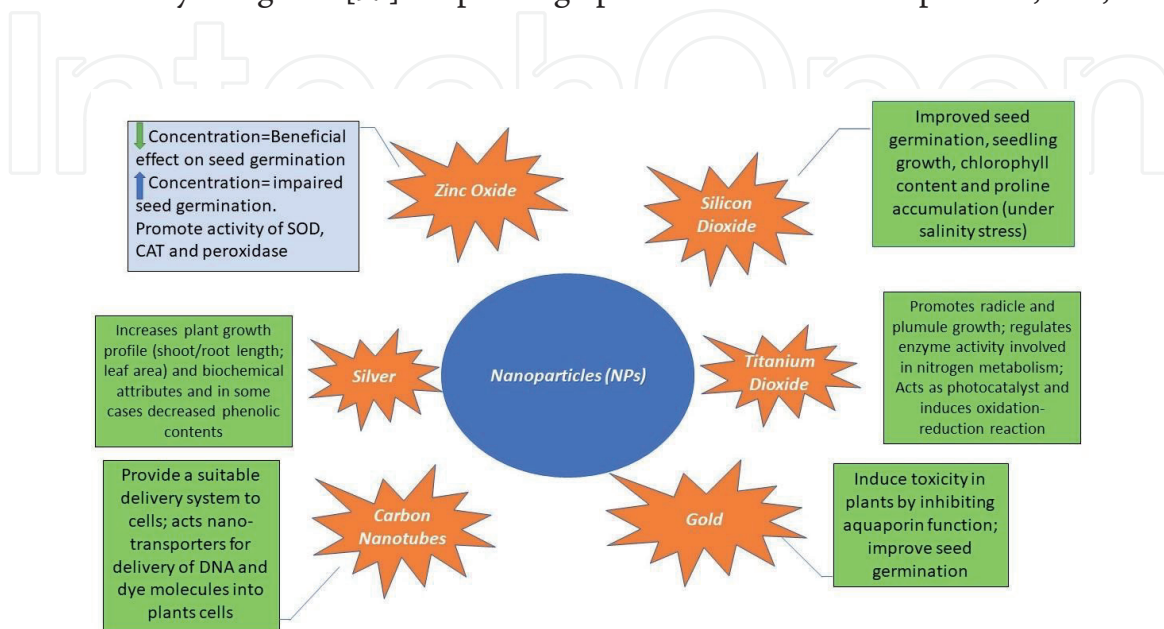 IntechOpen
Concentration=Beneficial
effect on seed germination
Concentration= impaired
seed germination.
Promote activity of SOD,
CAT and peroxidase
Zinc Oxide
Silicon
Dioxide
Improved seed
germination, seedling
growth, chlorophyll
content and proline
accumulation (under
salinity stress)
Increases plant growth
profile (shoot/root length;
leaf area) and biochemical
attributes and in some
cases decreased phenolic
contents
Silver
Nanoparticles (NPs)
Titanium
Dioxide
Promotes radicle and
plumule growth; regulates
enzyme activity involved
in nitrogen metabolism;
Acts as photocatalyst and
induces oxidation-
reduction reaction
Provide a suitable
delivery system to
cells; acts nano-
transporters for
delivery of DNA and
dye molecules into
plants cells
Carbon
Nanotubes
Gold
Induce toxicity in
plants by inhibiting
aquaporin function;
improve seed
germination